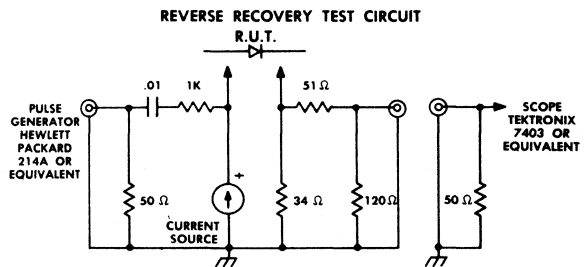 REVERSE RECOVERY TEST CIRCUIT
R.U.T.
.01
1K
51 Ω
PULSE
GENERATOR
HEWLETT
PACKARD
214A OR
EQUIVALENT
50 Ω
+
CURRENT
SOURCE
34 Ω
120Ω
50 Ω
SCOPE
TEKTRONIX
7403 OR
EQUIVALENT